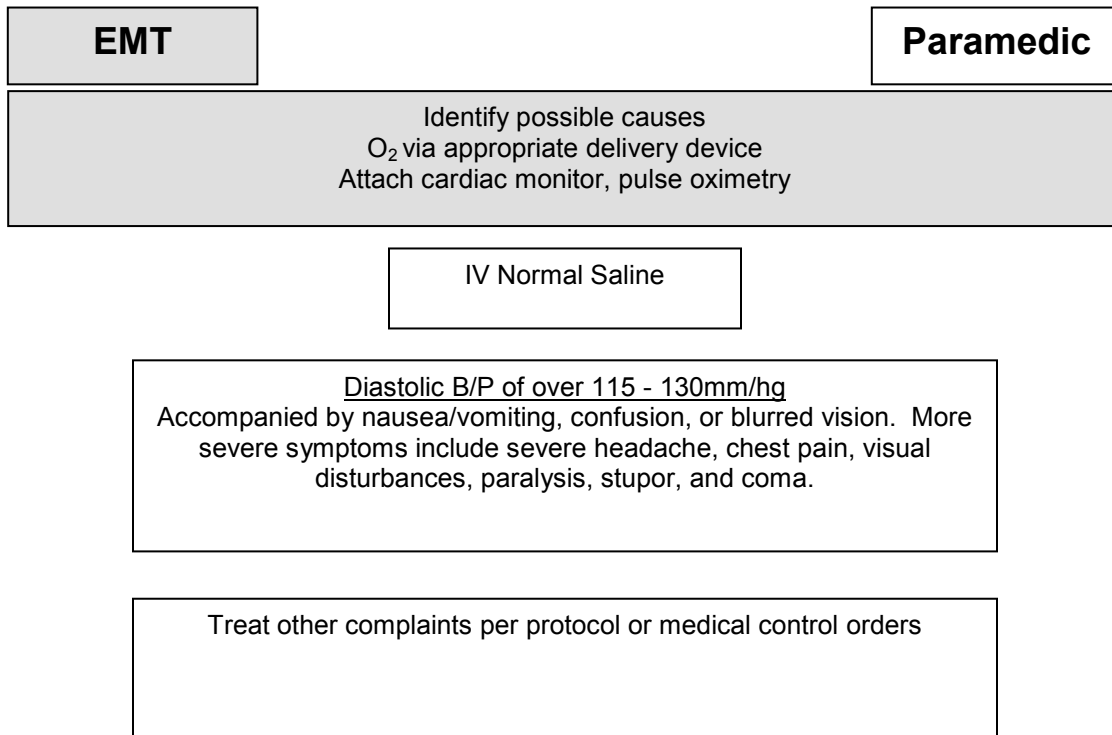 EMT
Paramedic
Identify possible causes
O₂ via appropriate delivery device
Attach cardiac monitor, pulse oximetry
IV Normal Saline
Diastolic B/P of over 115 - 130mm/hg
Accompanied by nausea/vomiting, confusion, or blurred vision.  More
severe symptoms include severe headache, chest pain, visual
disturbances, paralysis, stupor, and coma.
Treat other complaints per protocol or medical control orders